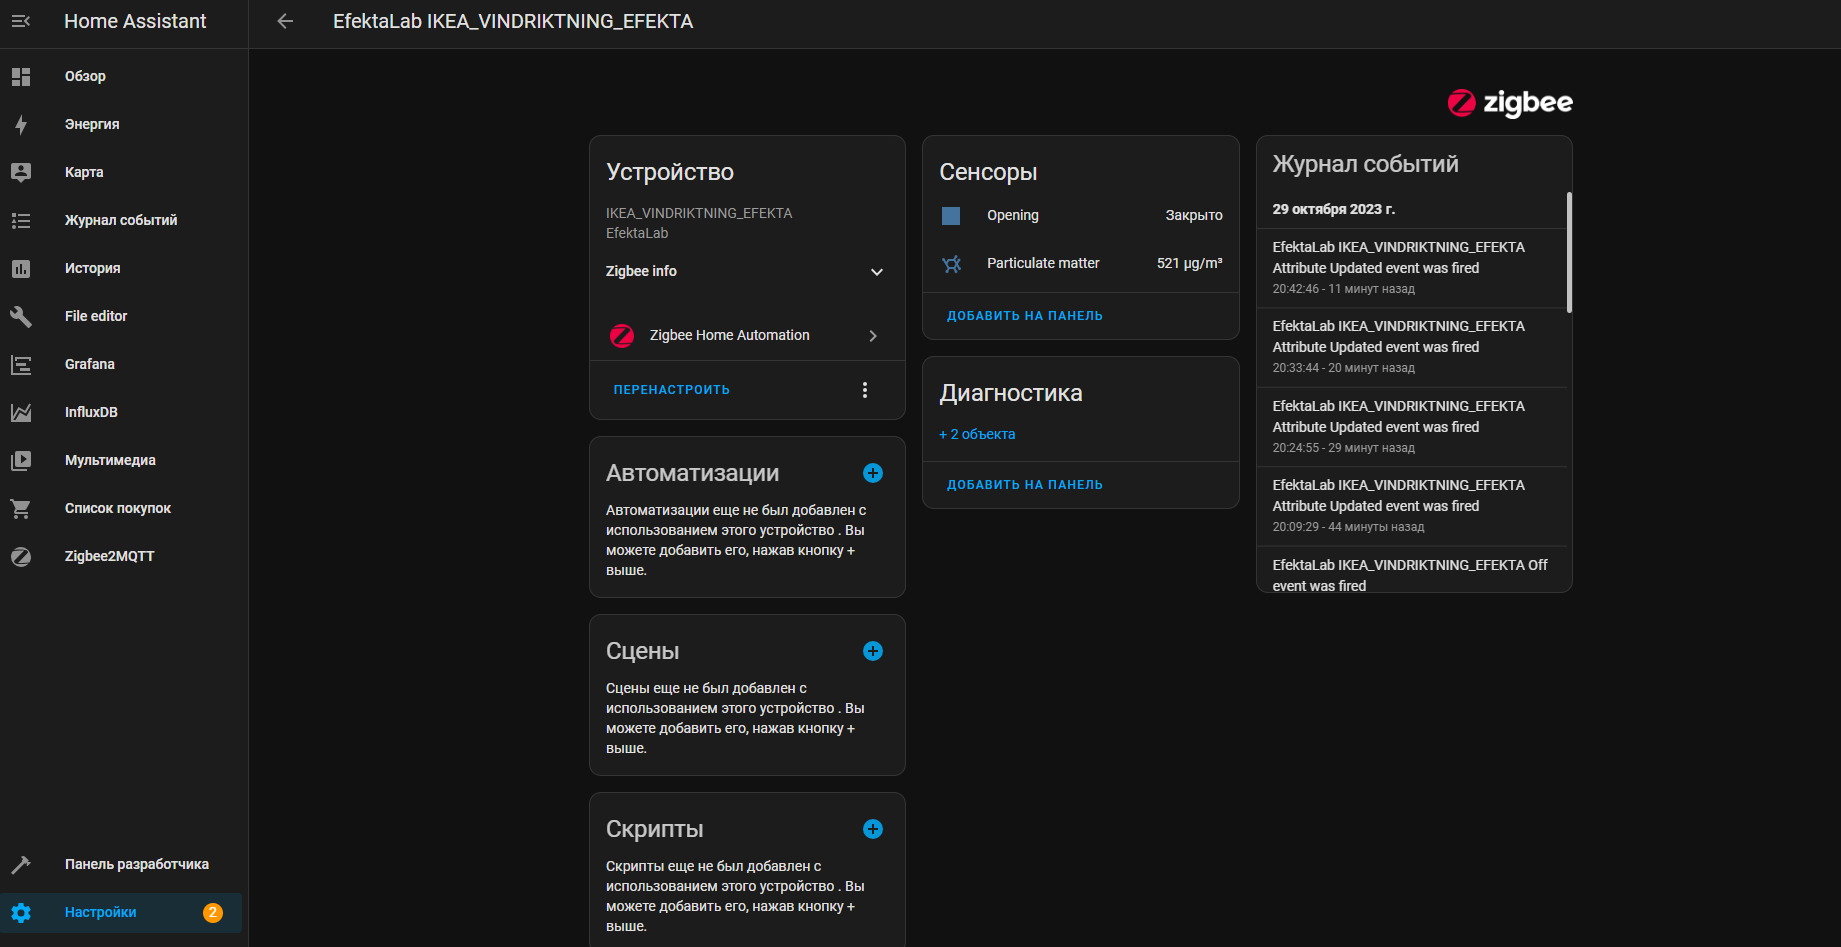 Home Assistant
EfektaLab IKEA_VINDRIKTNING_EFEKTA
Обзор
Энергия
Карта
Журнал событий
История
File editor
Grafana
InfluxDB
Мультимедиа
Список покупок
Zigbee2MQTT
Панель разработчика
Настройки 2
zigbee
Устройство
IKEA_VINDRIKTNING_EFEKTA
EfektaLab
Zigbee info
Zigbee Home Automation
ПЕРЕНАСТРОИТЬ
Автоматизации
Автоматизации еще не был добавлен с
использованием этого устройство . Вы
можете добавить его, нажав кнопку +
выше.
Сцены
Сцены еще не был добавлен с
использованием этого устройство . Вы
можете добавить его, нажав кнопку +
выше.
Скрипты
Скрипты еще не был добавлен с
использованием этого устройство . Вы
можете добавить его, нажав кнопку +
выше.
Сенсоры
Opening Закрыто
Particulate matter 521 µg/m³
ДОБАВИТЬ НА ПАНЕЛЬ
Диагностика
+ 2 объекта
ДОБАВИТЬ НА ПАНЕЛЬ
Журнал событий
29 октября 2023 г.
EfektaLab IKEA_VINDRIKTNING_EFEKTA
Attribute Updated event was fired
20:42:46 - 11 минут назад
EfektaLab IKEA_VINDRIKTNING_EFEKTA
Attribute Updated event was fired
20:33:44 - 20 минут назад
EfektaLab IKEA_VINDRIKTNING_EFEKTA
Attribute Updated event was fired
20:24:55 - 29 минут назад
EfektaLab IKEA_VINDRIKTNING_EFEKTA
Attribute Updated event was fired
20:09:29 - 44 минуты назад
EfektaLab IKEA_VINDRIKTNING_EFEKTA Off
event was fired